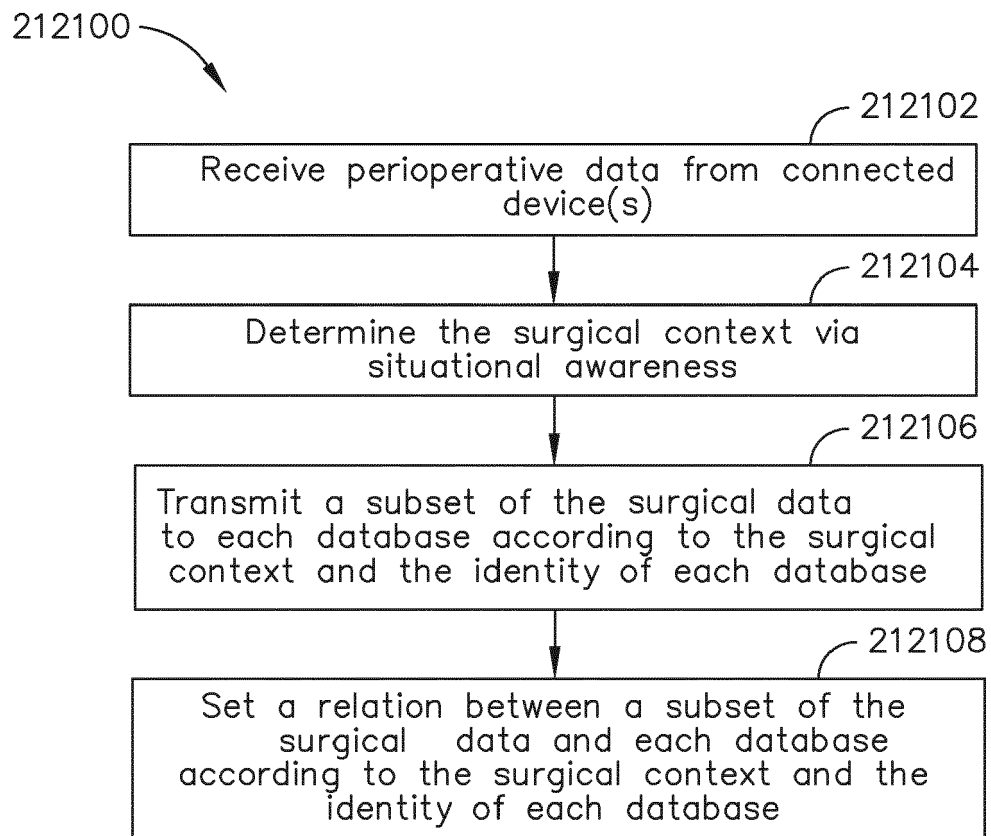 212100
212102
Receive perioperative data from connected
device(s)
212104
Determine the surgical context via
situational awareness
212106
Transmit a subset of the surgical data
to each database according to the surgical
context and the identity of each database
212108
Set a relation between a subset of the
surgical data and each database
according to the surgical context and the
identity of each database